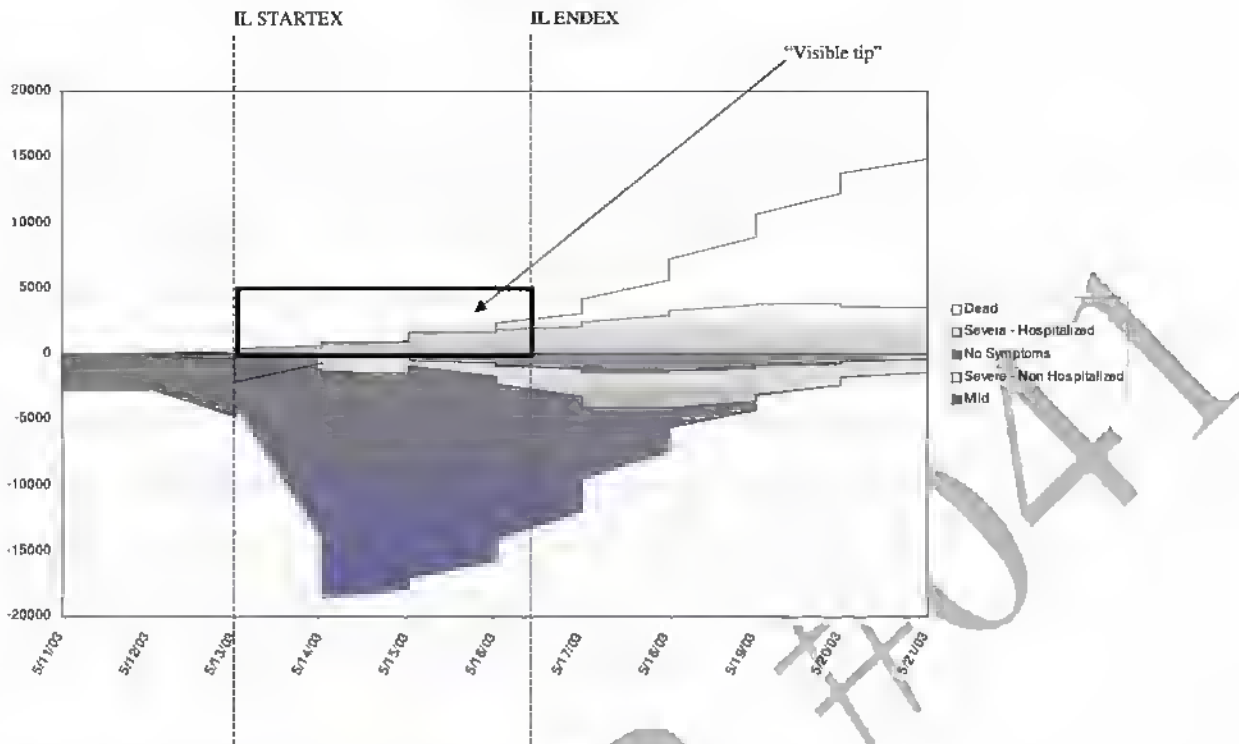 IL STARTEX
IL ENDEX
“Visible tip”
20000
15000
10000
5000
0
-5000
-10000
-15000
-20000
5/11/03
5/12/03
5/13/03
5/14/03
5/15/03
5/16/03
5/17/03
5/18/03
5/19/03
5/20/03
5/21/03
Dead
Severe - Hospitalized
No Symptoms
Severe - Non Hospitalized
Mild